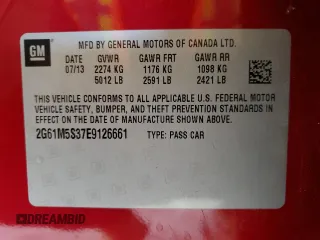 GM
MFD BY GENERAL MOTORS OF CANADA LTD.
DATE GVWR GAWR FRT GAWR RR
07/13 2274 KG 1176 KG 1098 KG
5012 LB 2591 LB 2421 LB
THIS VEHICLE CONFORMS TO ALL APPLICABLE U.S. FEDERAL MOTOR
VEHICLE SAFETY, BUMPER, AND THEFT PREVENTION STANDARDS IN
EFFECT ON THE DATE OF MANUFACTURE SHOWN ABOVE.
2G61M5S37E9126661 TYPE: PASS CAR
© DREAMBID